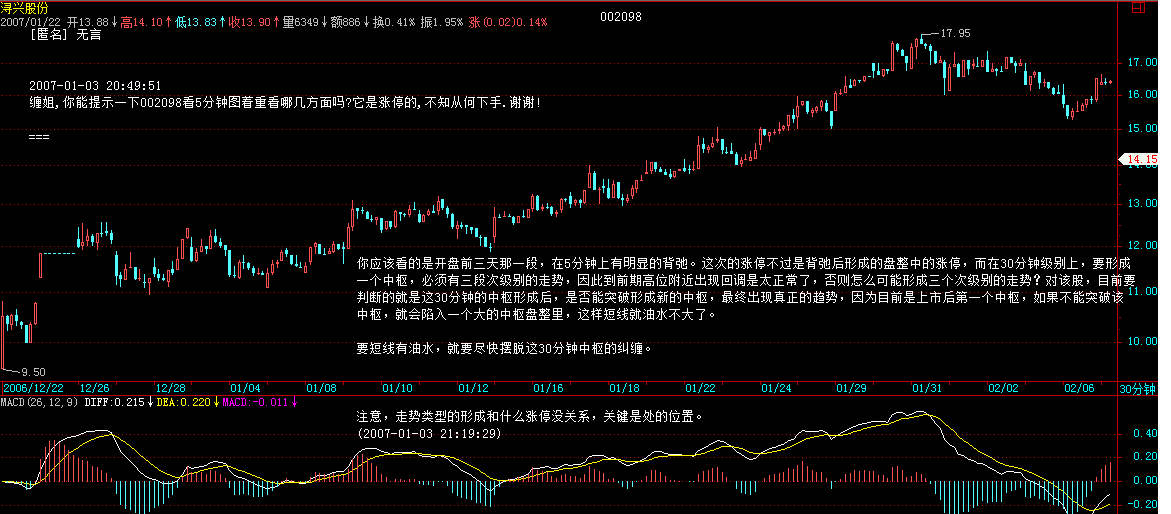 浔兴股份
2007/01/22 开13.88↓高14.10↑低13.83↑收13.90↑量6349↓额886↓换0.41% 振1.95% 涨(0.02)0.14%
002098
[匿名] 无言
17.95
2007-01-03 20:49:51
缠姐,你能提示一下002098看5分钟图着重看哪几方面吗?它是涨停的,不知从何下手.谢谢!
===
17.00
16.00
15.00
14.15
14.00
13.00
12.00
11.00
10.00
你应该看的是开盘前三天那一段，在5分钟上有明显的背弛。这次的涨停不过是背弛后形成的盘整中的涨停，而在30分钟级别上，要形成
一个中枢，必须有三段次级别的走势，因此到前期高位附近出现回调是太正常了，否则怎么可能形成三个次级别的走势？对该股，目前要
判断的就是这30分钟的中枢形成后，是否能突破形成新的中枢，最终出现真正的趋势，因为目前是上市后第一个中枢，如果不能突破该
中枢，就会陷入一个大的中枢盘整里，这样短线就油水不大了。
要短线有油水，就要尽快摆脱这30分钟中枢的纠缠。
9.50
2006/12/22 12/26 12/28 01/04 01/08 01/10 01/12 01/16 01/18 01/22 01/24 01/29 01/31 02/02 02/06 30分钟
MACD(26,12,9) DIFF:0.215↓DEA:0.220↓MACD:-0.011↓
注意，走势类型的形成和什么涨停没关系，关键是处的位置。
(2007-01-03 21:19:29)
0.40
0.20
0.00
-0.20